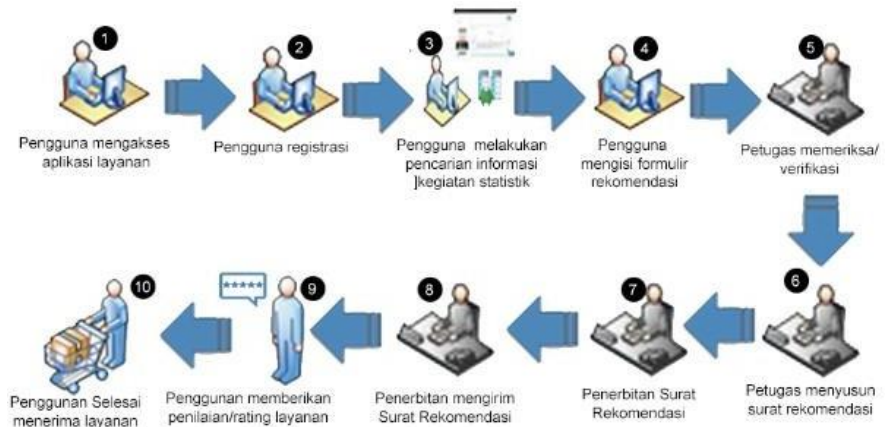 1
Pengguna mengakses
aplikasi layanan
2
Pengguna registrasi
3
Pengguna melakukan
pencarian informasi
]kegiatan statistik
4
Pengguna
mengisi formulir
rekomendasi
5
Petugas memeriksa/
verifikasi
6
Petugas menyusun
surat rekomendasi
7
Penerbitan Surat
Rekomendasi
8
Penerbitan mengirim
Surat Rekomendasi
*****
9
Penggunan memberikan
penilaian/rating layanan
10
Penggunan Selesai
menerima layanan